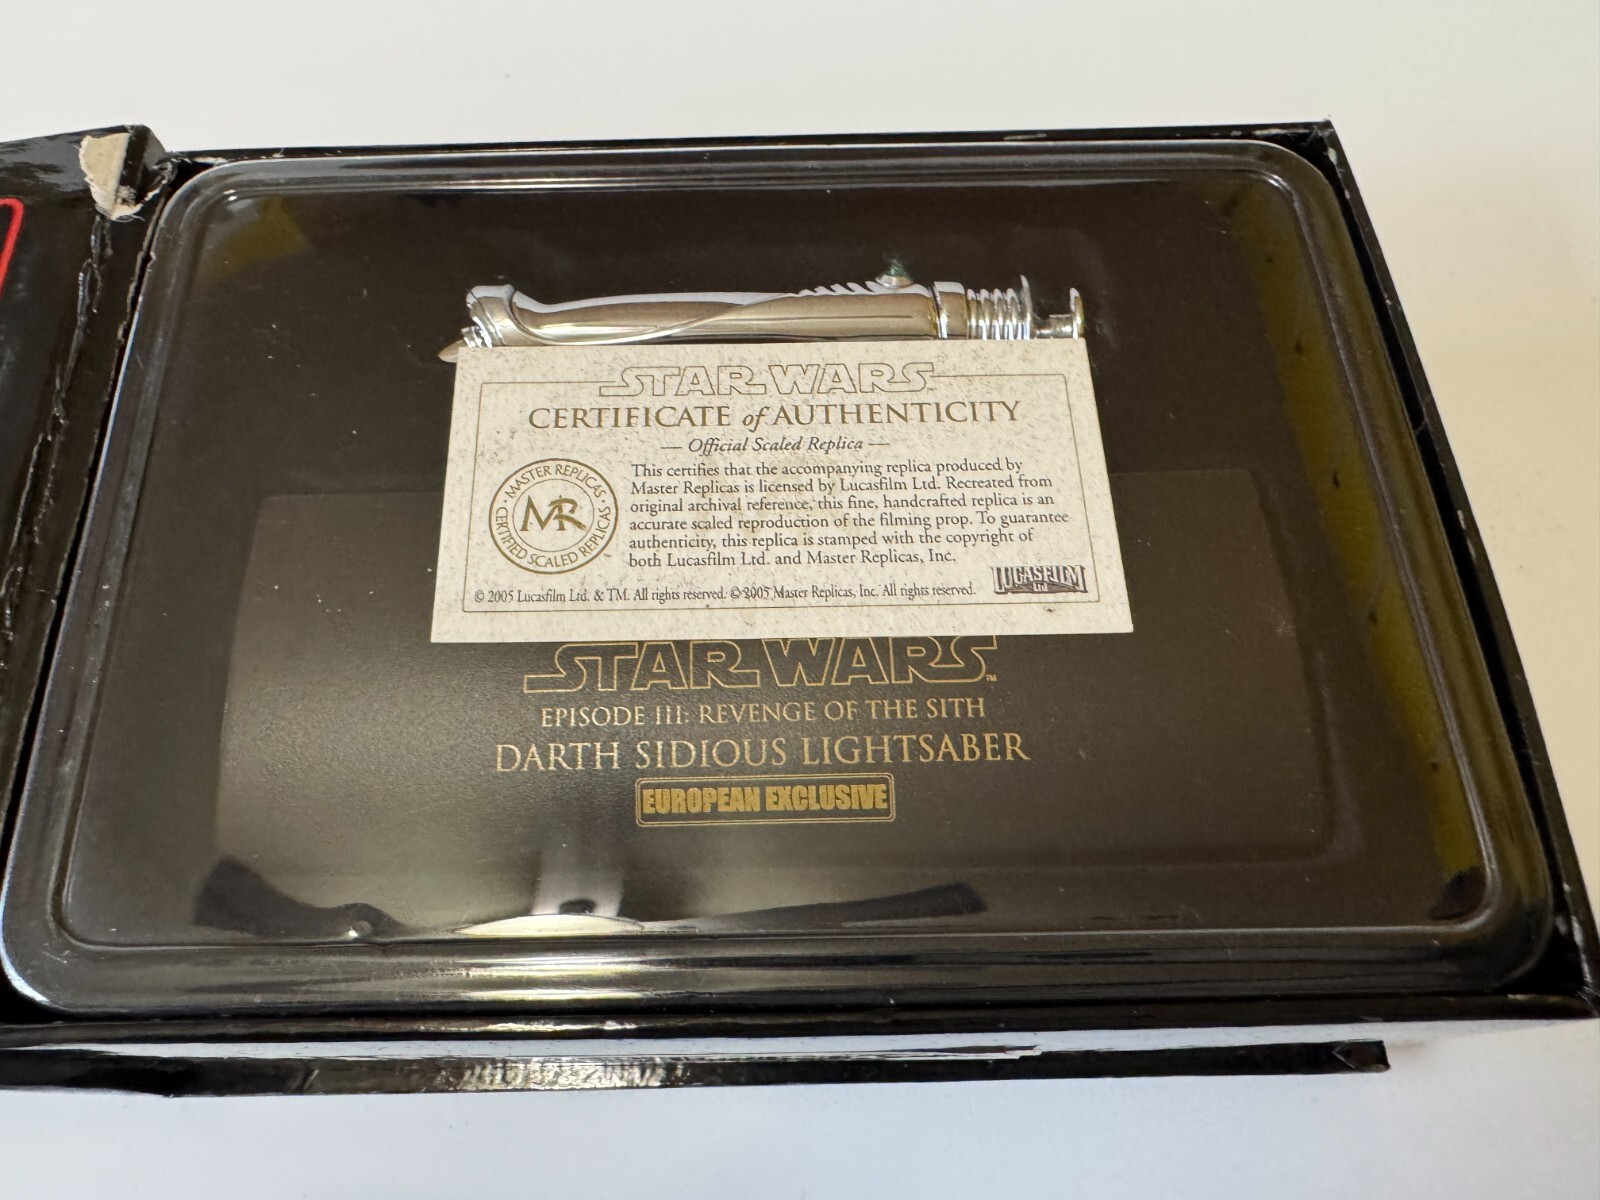 STAR WARS
CERTIFICATE of AUTHENTICITY
— Official Scaled Replica —
MASTER REPLICAS
MR
CERTIFIED SCALED REPLICAS
This certifies that the accompanying replica produced by
Master Replicas is licensed by Lucasfilm Ltd. Recreated from
original archival reference, this fine, handcrafted replica is an
accurate scaled reproduction of the filming prop. To guarantee
authenticity, this replica is stamped with the copyright of
both Lucasfilm Ltd. and Master Replicas, Inc.
LUCASFILM
Ltd
© 2005 Lucasfilm Ltd. & TM. All rights reserved. © 2005 Master Replicas, Inc. All rights reserved.
STAR WARS
TM
EPISODE III: REVENGE OF THE SITH
DARTH SIDIOUS LIGHTSABER
EUROPEAN EXCLUSIVE